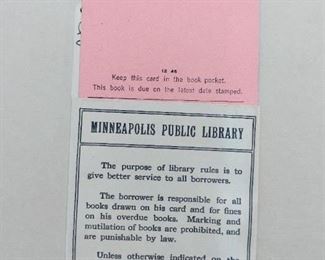 12 46
Keep this card in the book pocket.
This book is due on the latest date stamped.
MINNEAPOLIS PUBLIC LIBRARY
The purpose of library rules is to
give better service to all borrowers.
The borrower is responsible for all
books drawn on his card and for fines
on his overdue books. Marking and
mutilation of books are prohibited, and
are punishable by law.
Unless otherwise indicated on the